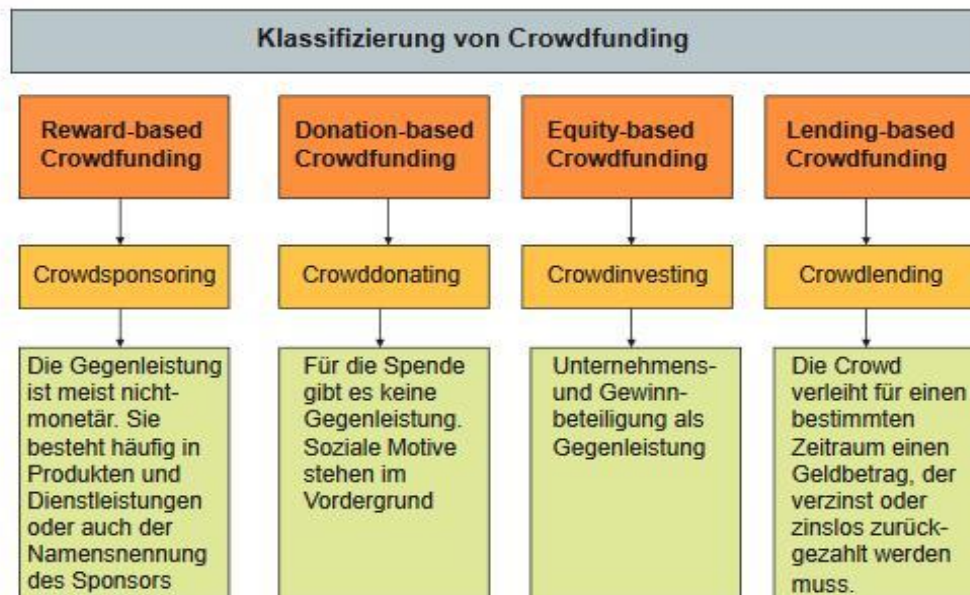 Klassifizierung von Crowdfunding
Reward-based
Crowdfunding
Donation-based
Crowdfunding
Equity-based
Crowdfunding
Lending-based
Crowdfunding
Crowdsponsoring
Crowddonating
Crowdinvesting
Crowdlending
Die Gegenleistung
ist meist nicht-
monetär. Sie
besteht häufig in
Produkten und
Dienstleistungen
oder auch der
Namensnennung
des Sponsors
Für die Spende
gibt es keine
Gegenleistung.
Soziale Motive
stehen im
Vordergrund
Unternehmens-
und Gewinn-
beteiligung als
Gegenleistung
Die Crowd
verleiht für einen
bestimmten
Zeitraum einen
Geldbetrag, der
verzinst oder
zinslos zurück-
gezahlt werden
muss.